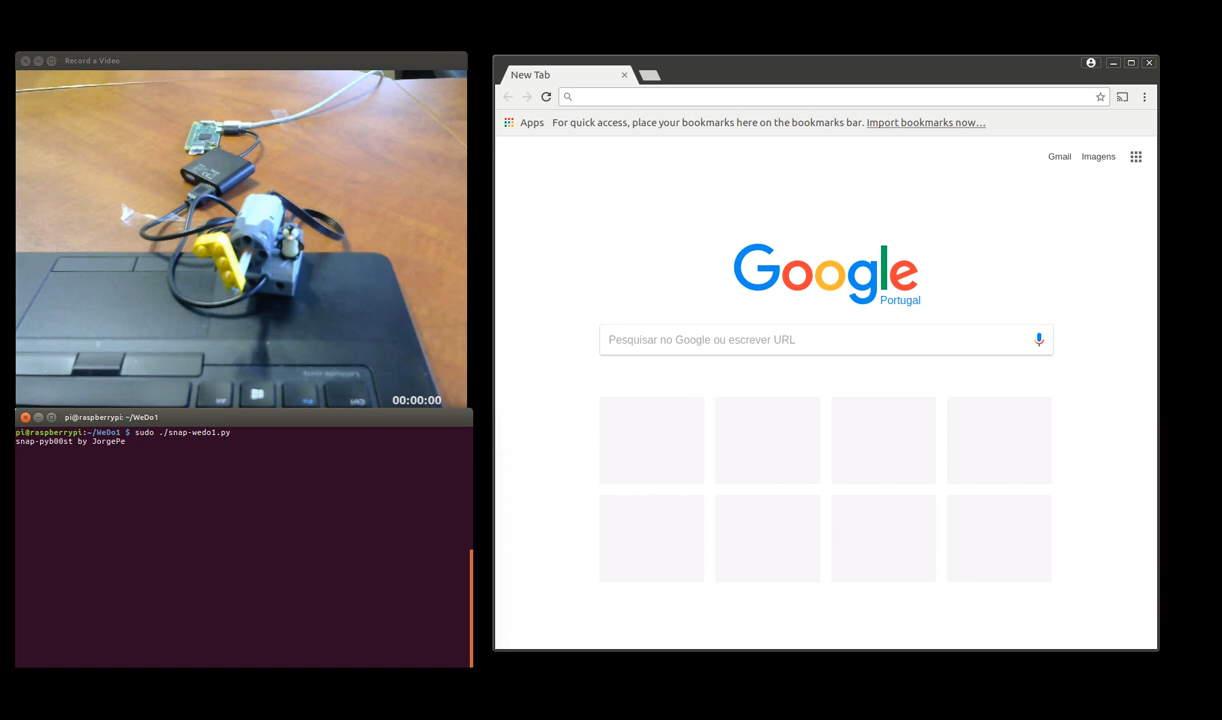 Record a Video
00:00:00
pi@raspberrypi: ~/WeDo1
pi@raspberrypi:~/WeDo1 $ sudo ./snap-wedo1.py
snap-pyb00st by JorgePe
New Tab
Apps For quick access, place your bookmarks here on the bookmarks bar. Import bookmarks now…
Gmail Imagens
Google
Portugal
Pesquisar no Google ou escrever URL
Fn
Ctrl